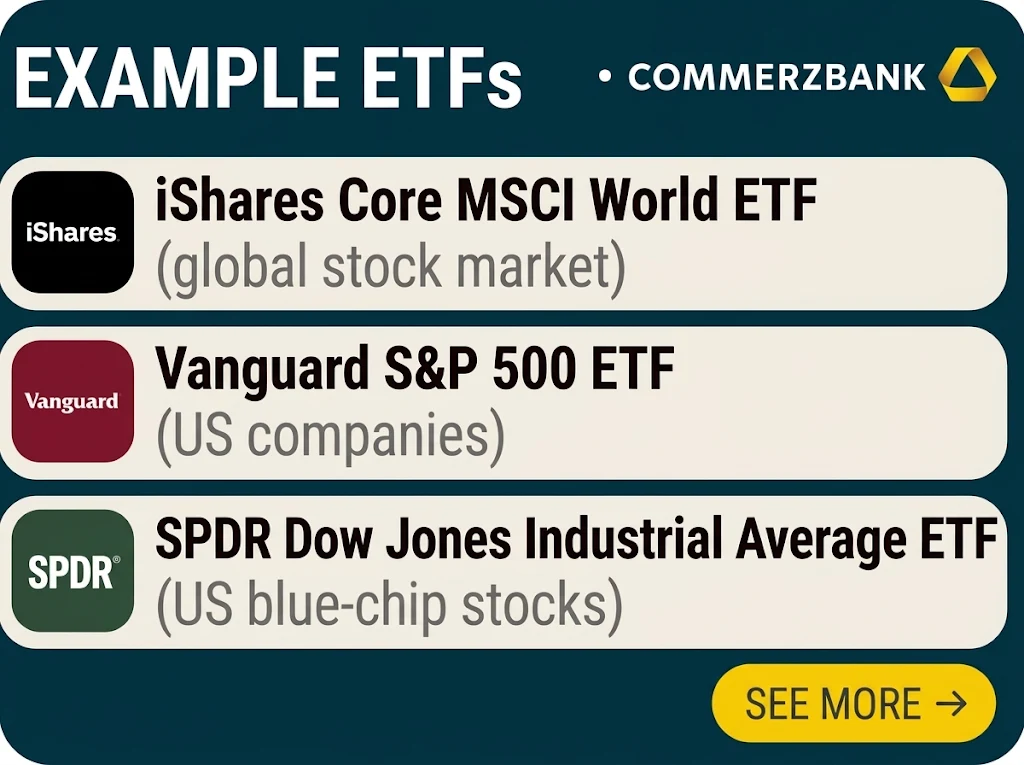 EXAMPLE ETFs
• COMMERZBANK
iShares.
iShares Core MSCI World ETF
(global stock market)
Vanguard
Vanguard S&P 500 ETF
(US companies)
SPDR®
SPDR Dow Jones Industrial Average ETF
(US blue-chip stocks)
SEE MORE →